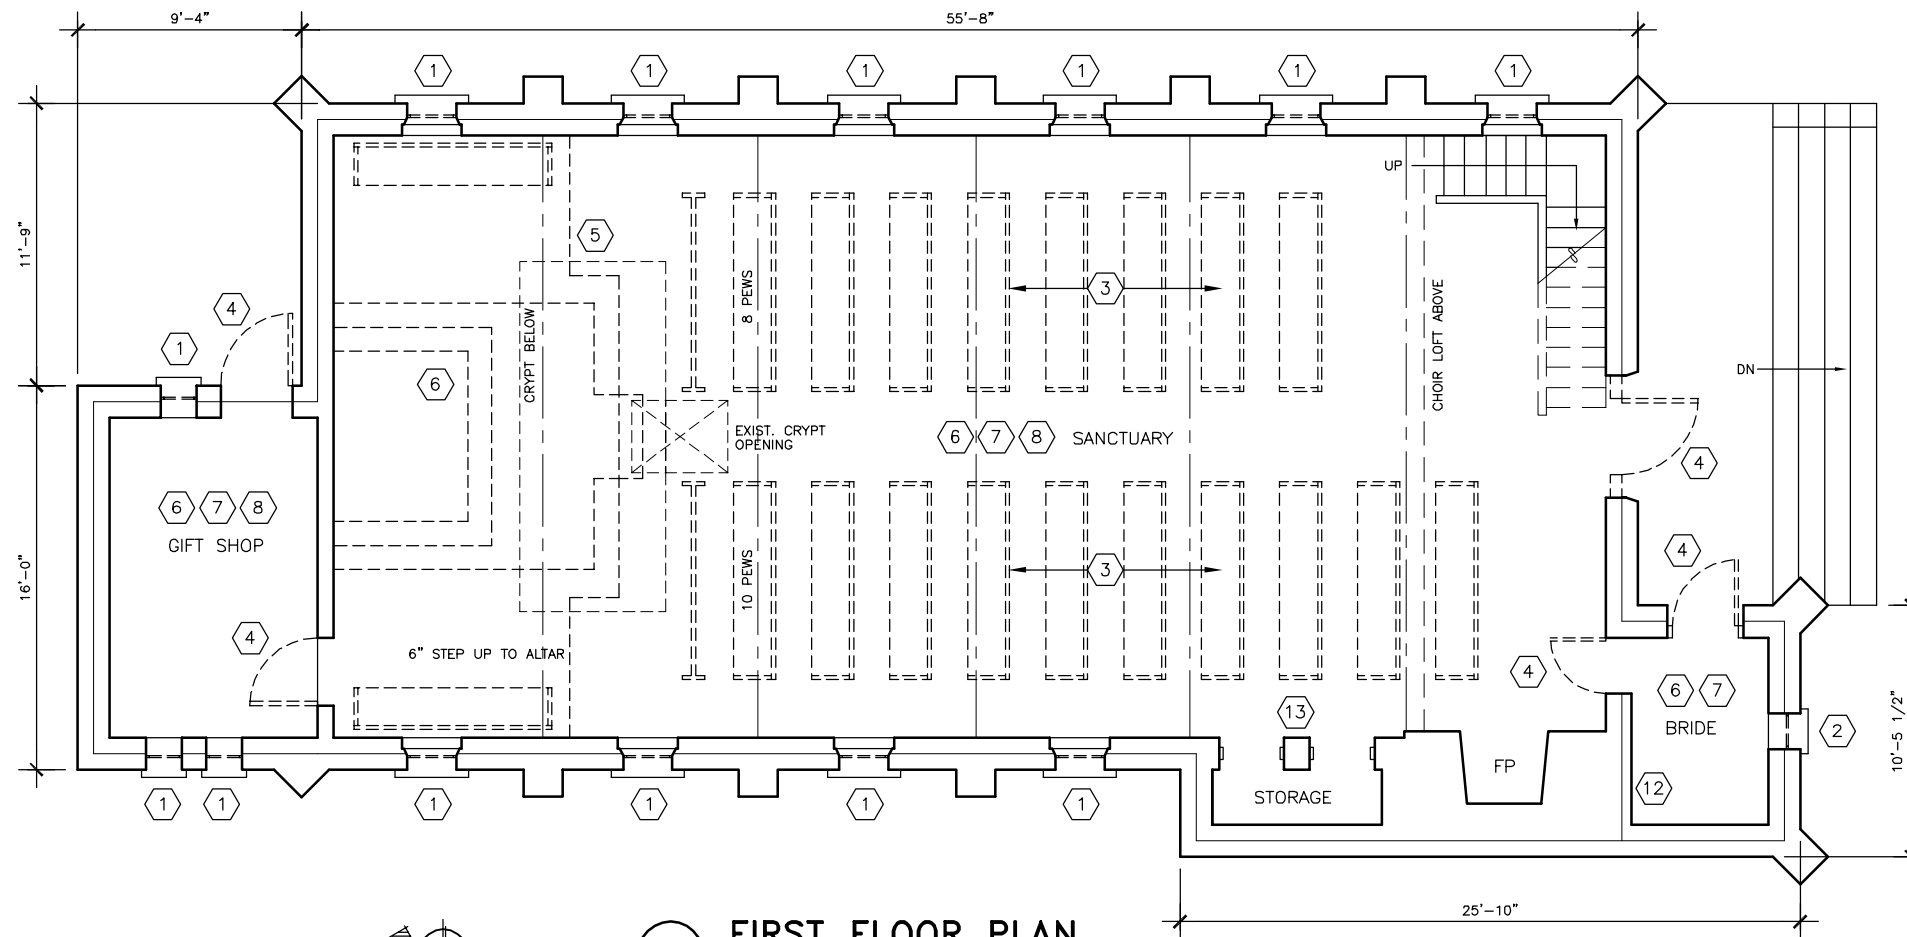 9'-4"
55'-8"
1
1
1
1
1
1
11'-9"
UP
5
8 PEWS
3
4
1
6
CRYPT BELOW
CHOIR LOFT ABOVE
DN
EXIST. CRYPT
OPENING
6 7 8 SANCTUARY
4
6 7 8
GIFT SHOP
16'-0"
10 PEWS
3
4
4
6" STEP UP TO ALTAR
4
6 7
BRIDE
2
10'-5 1/2"
13
FP
STORAGE
12
1
1
1
1
1
1
25'-10"
FIRST FLOOR PLAN